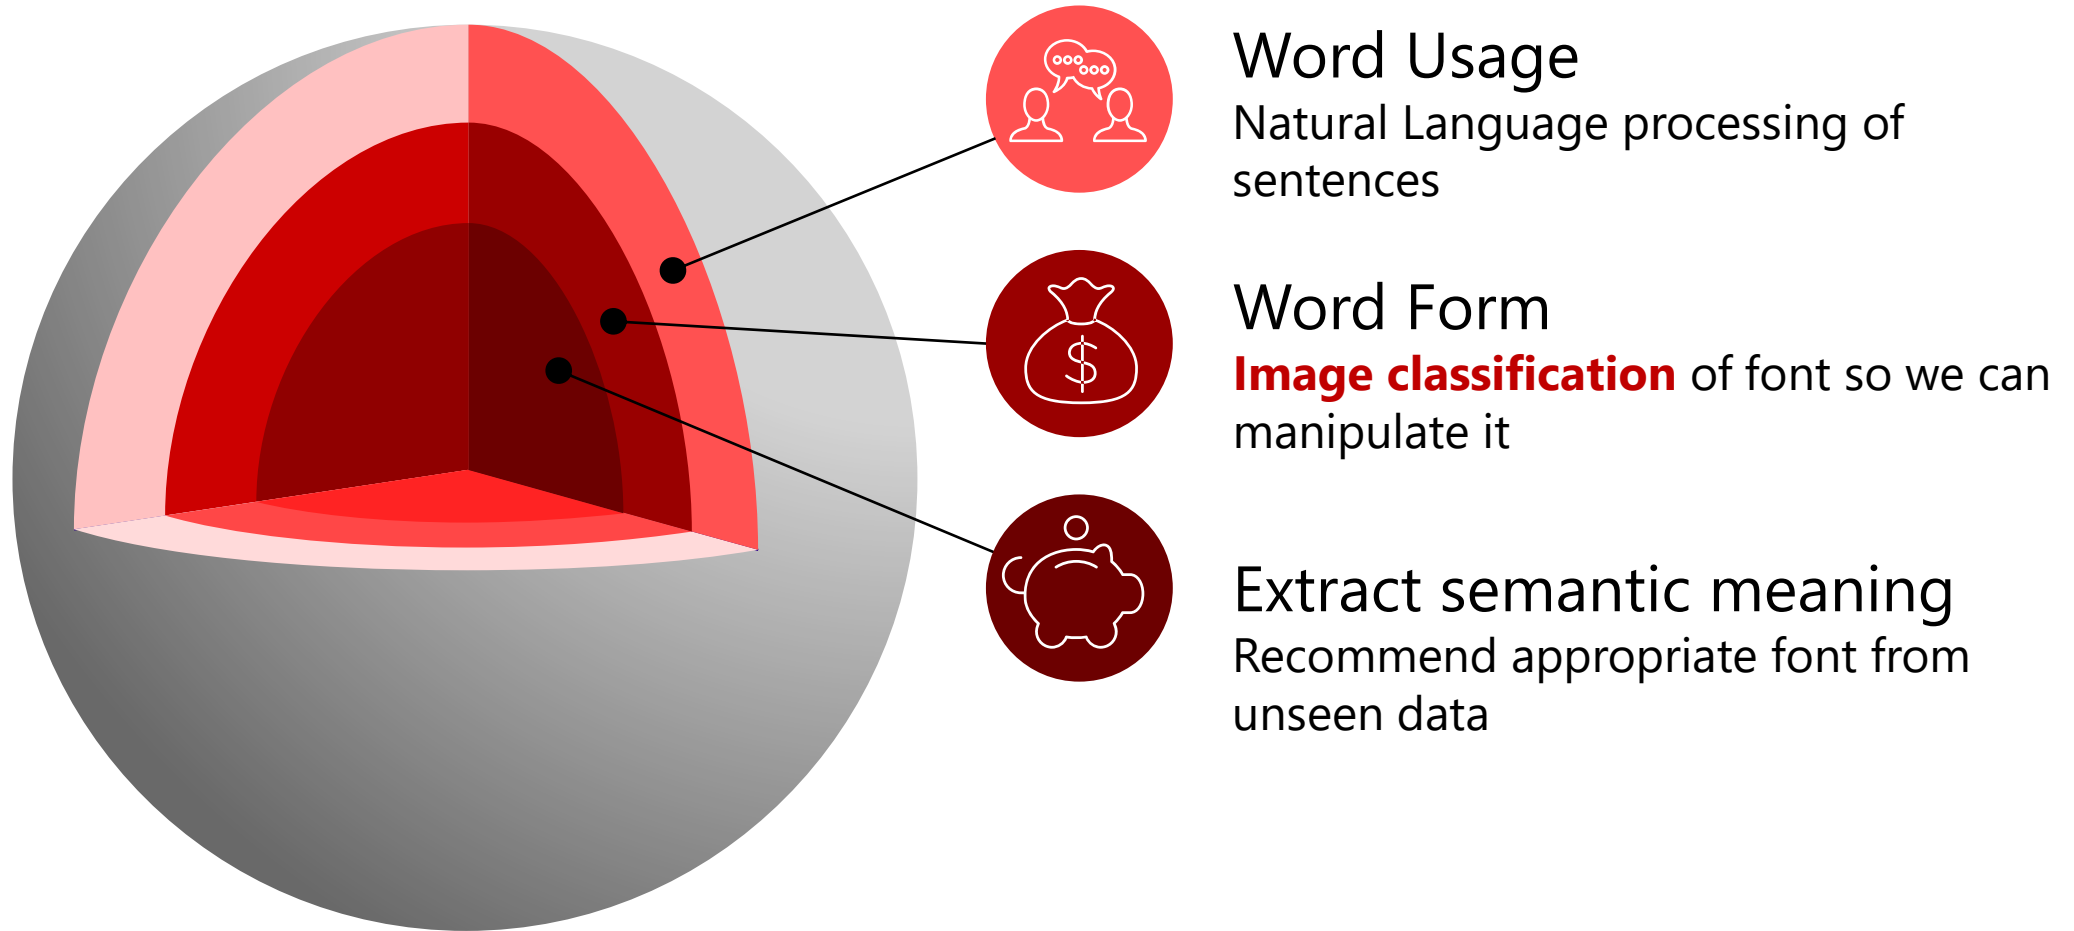 Word Usage
Natural Language processing of
sentences
Word Form
Image classification of font so we can
manipulate it
$
Extract semantic meaning
Recommend appropriate font from
unseen data